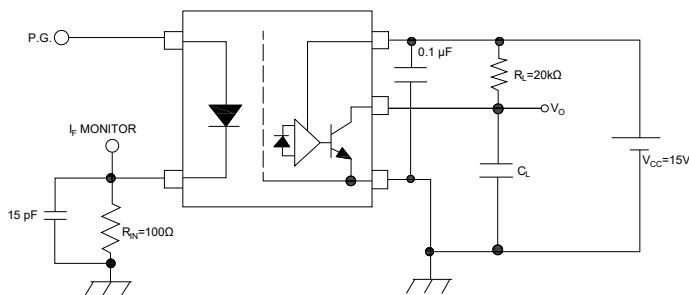 P.G.
0.1 µF
R_L=20kΩ
V_O
I_F MONITOR
V_CC=15V
C_L
15 pF
R_IN=100Ω